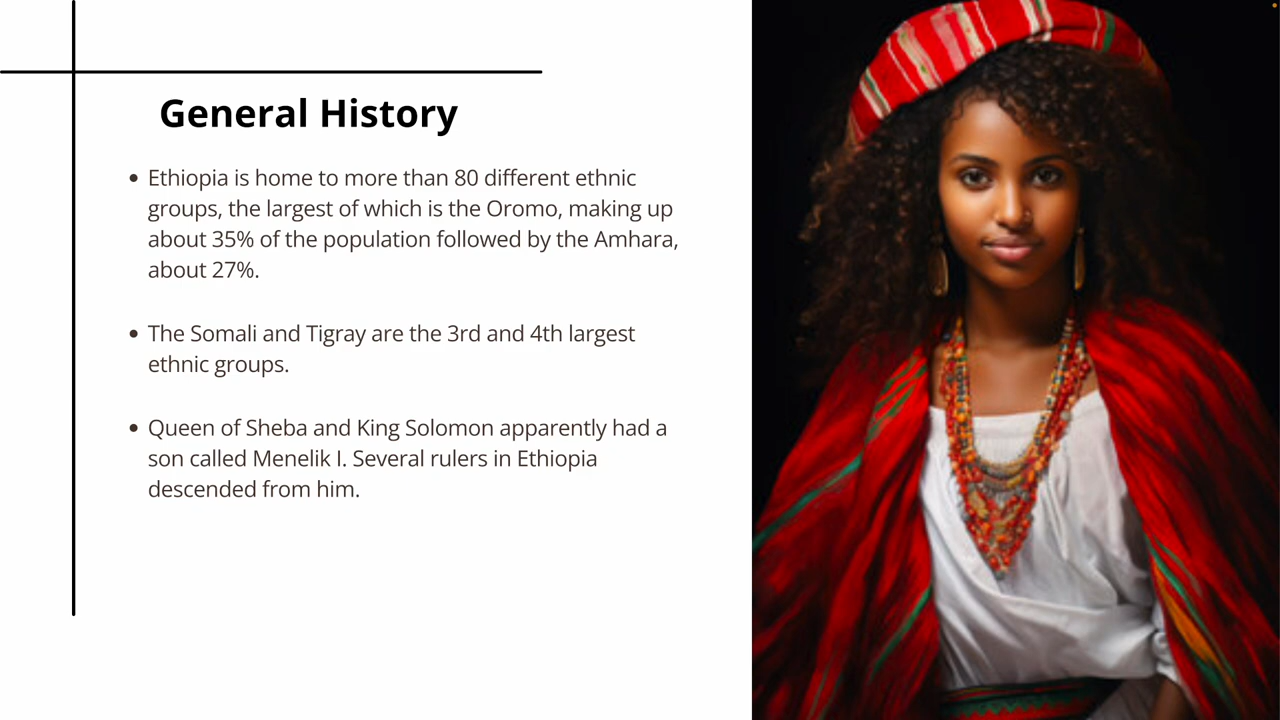 General History
Ethiopia is home to more than 80 different ethnic
groups, the largest of which is the Oromo, making up
about 35% of the population followed by the Amhara,
about 27%.
The Somali and Tigray are the 3rd and 4th largest
ethnic groups.
Queen of Sheba and King Solomon apparently had a
son called Menelik I. Several rulers in Ethiopia
descended from him.